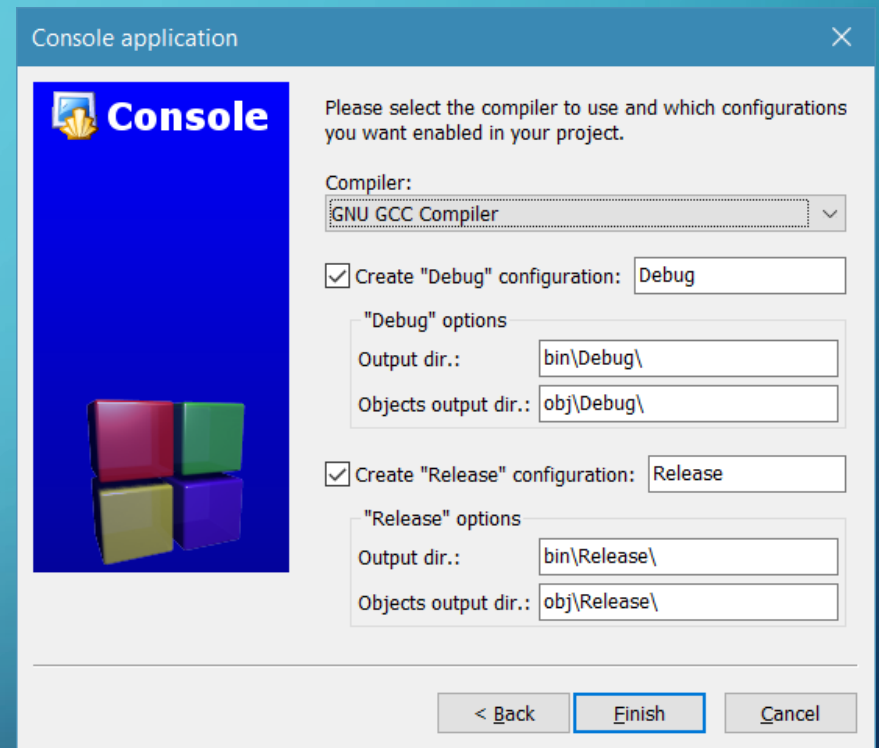 Console application
Console
Please select the compiler to use and which configurations
you want enabled in your project.
Compiler:
GNU GCC Compiler
Create "Debug" configuration: Debug
"Debug" options
Output dir.: bin\Debug\
Objects output dir.: obj\Debug\
Create "Release" configuration: Release
"Release" options
Output dir.: bin\Release\
Objects output dir.: obj\Release\
< Back Finish Cancel